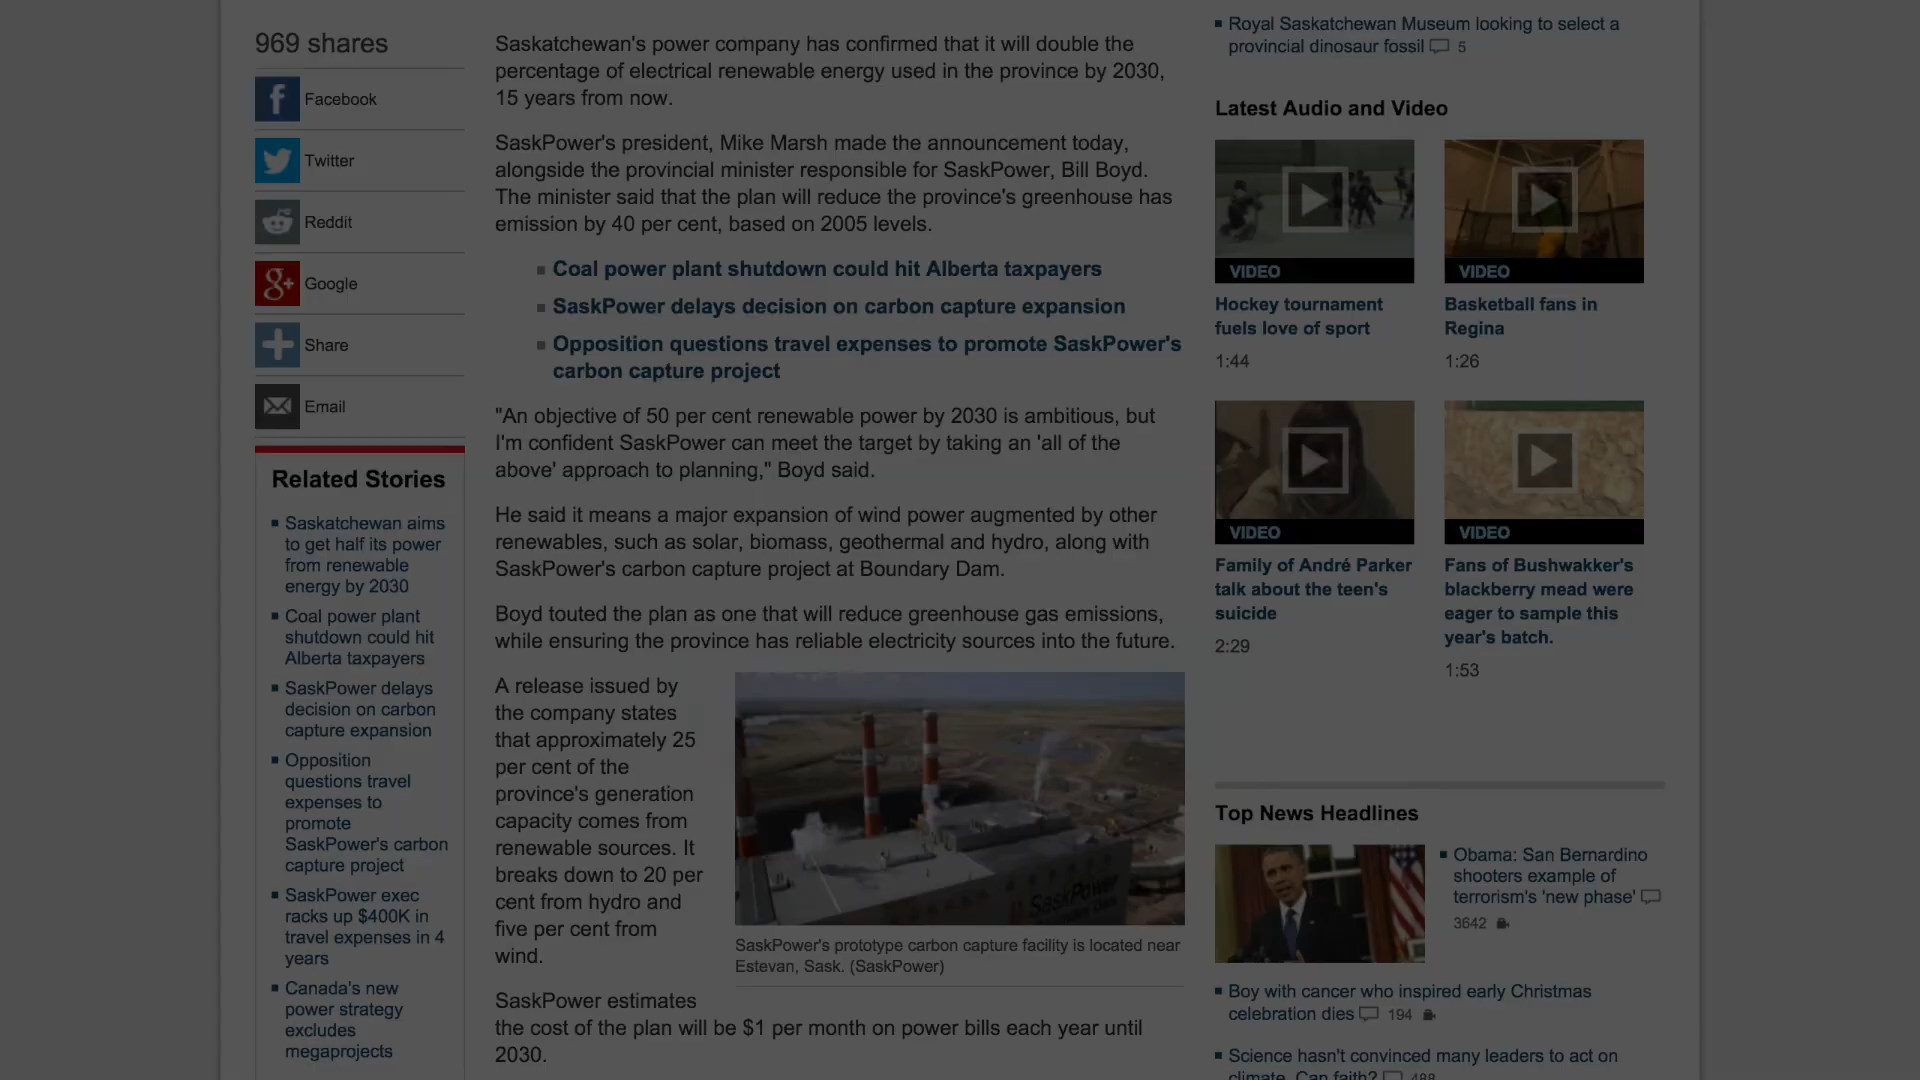 969 shares
Facebook
Twitter
Reddit
Google
Share
Email
Related Stories
Saskatchewan aims
to get half its power
from renewable
energy by 2030
Coal power plant
shutdown could hit
Alberta taxpayers
SaskPower delays
decision on carbon
capture expansion
Opposition
questions travel
expenses to
promote
SaskPower's carbon
capture project
SaskPower exec
racks up $400K in
travel expenses in 4
years
Canada's new
power strategy
excludes
megaprojects
Saskatchewan's power company has confirmed that it will double the
percentage of electrical renewable energy used in the province by 2030,
15 years from now.
SaskPower's president, Mike Marsh made the announcement today,
alongside the provincial minister responsible for SaskPower, Bill Boyd.
The minister said that the plan will reduce the province's greenhouse has
emission by 40 per cent, based on 2005 levels.
Coal power plant shutdown could hit Alberta taxpayers
SaskPower delays decision on carbon capture expansion
Opposition questions travel expenses to promote SaskPower's
carbon capture project
"An objective of 50 per cent renewable power by 2030 is ambitious, but
I'm confident SaskPower can meet the target by taking an 'all of the
above' approach to planning," Boyd said.
He said it means a major expansion of wind power augmented by other
renewables, such as solar, biomass, geothermal and hydro, along with
SaskPower's carbon capture project at Boundary Dam.
Boyd touted the plan as one that will reduce greenhouse gas emissions,
while ensuring the province has reliable electricity sources into the future.
A release issued by
the company states
that approximately 25
per cent of the
province's generation
capacity comes from
renewable sources. It
breaks down to 20 per
cent from hydro and
five per cent from
wind.
SaskPower
SaskPower's prototype carbon capture facility is located near
Estevan, Sask. (SaskPower)
SaskPower estimates
the cost of the plan will be $1 per month on power bills each year until
2030.
Royal Saskatchewan Museum looking to select a
provincial dinosaur fossil 5
Latest Audio and Video
VIDEO
Hockey tournament
fuels love of sport
1:44
VIDEO
Basketball fans in
Regina
1:26
VIDEO
Family of André Parker
talk about the teen's
suicide
2:29
VIDEO
Fans of Bushwakker's
blackberry mead were
eager to sample this
year's batch.
1:53
Top News Headlines
Obama: San Bernardino
shooters example of
terrorism's 'new phase'
3642
Boy with cancer who inspired early Christmas
celebration dies 194
Science hasn't convinced many leaders to act on
climate. Can faith? 488